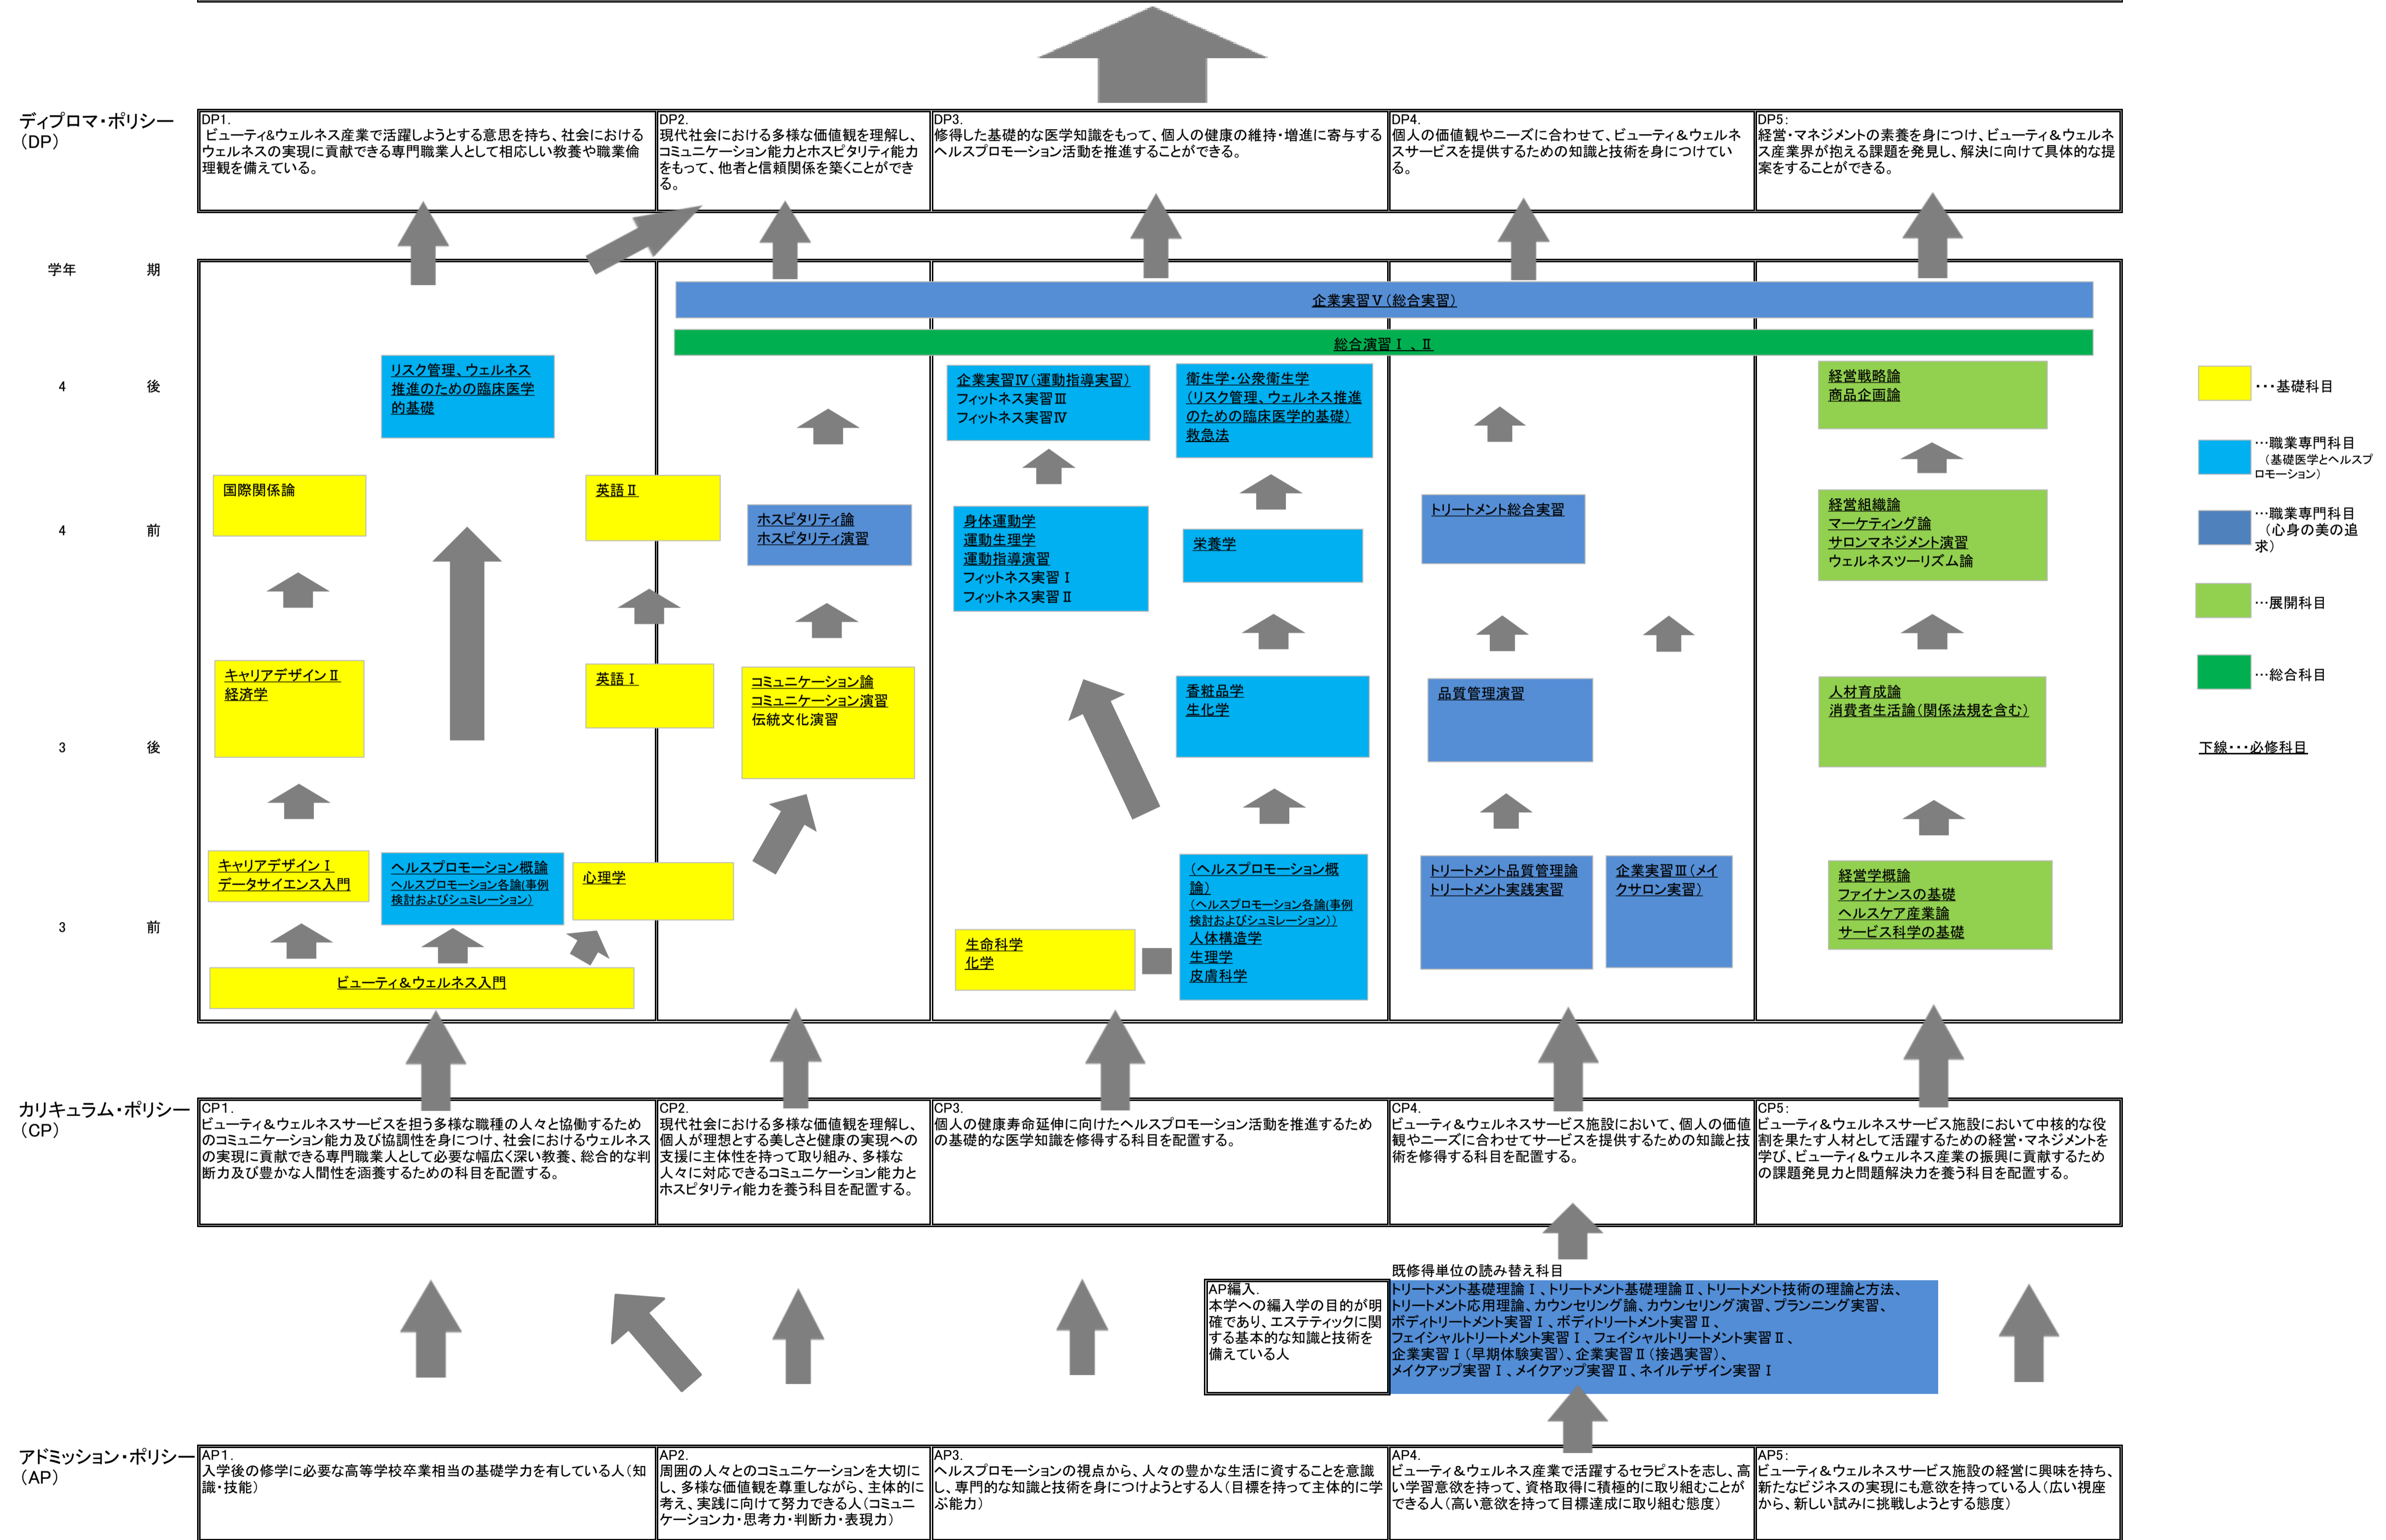 ディプロマ・ポリシー
（DP）
DP1.
ビューティ&ウェルネス産業で活躍しようとする意思を持ち、社会における
ウェルネスの実現に貢献できる専門職業人として相応しい教養や職業倫
理観を備えている。
DP2.
現代社会における多様な価値観を理解し、
コミュニケーション能力とホスピタリティ能力
をもって、他者と信頼関係を築くことができ
る。
DP3.
修得した基礎的な医学知識をもって、個人の健康の維持・増進に寄与する
ヘルスプロモーション活動を推進することができる。
DP4.
個人の価値観やニーズに合わせて、ビューティ＆ウェルネ
スサービスを提供するための知識と技術を身につけてい
る。
DP5：
経営・マネジメントの素養を身につけ、ビューティ＆ウェルネ
ス産業界が抱える課題を発見し、解決に向けて具体的な提
案をすることができる。
学年
期
企業実習Ⅴ（総合実習）
総合演習Ⅰ、Ⅱ
4
後
リスク管理、ウェルネス
推進のための臨床医学
的基礎
企業実習Ⅳ（運動指導実習）
フィットネス実習Ⅲ
フィットネス実習Ⅳ
衛生学・公衆衛生学
（リスク管理、ウェルネス推進
のための臨床医学的基礎）
救急法
経営戦略論
商品企画論
4
前
国際関係論
英語Ⅱ
ホスピタリティ論
ホスピタリティ演習
身体運動学
運動生理学
運動指導演習
フィットネス実習Ⅰ
フィットネス実習Ⅱ
栄養学
トリートメント総合実習
経営組織論
マーケティング論
サロンマネジメント演習
ウェルネスツーリズム論
3
後
キャリアデザインⅡ
経済学
英語Ⅰ
コミュニケーション論
コミュニケーション演習
伝統文化演習
香粧品学
生化学
品質管理演習
人材育成論
消費者生活論（関係法規を含む）
3
前
キャリアデザインⅠ
データサイエンス入門
ヘルスプロモーション概論
ヘルスプロモーション各論(事例
検討およびシュミレーション）
心理学
ビューティ＆ウェルネス入門
生命科学
化学
（ヘルスプロモーション概
論）
（ヘルスプロモーション各論(事例
検討およびシュミレーション））
人体構造学
生理学
皮膚科学
トリートメント品質管理論
トリートメント実践実習
企業実習Ⅲ（メイ
クサロン実習）
経営学概論
ファイナンスの基礎
ヘルスケア産業論
サービス科学の基礎
・・・基礎科目
…職業専門科目
（基礎医学とヘルスプ
ロモーション）
…職業専門科目
（心身の美の追
求）
…展開科目
…総合科目
下線・・・必修科目
カリキュラム・ポリシー
（CP）
CP1.
ビューティ＆ウェルネスサービスを担う多様な職種の人々と協働するため
のコミュニケーション能力及び協調性を身につけ、社会におけるウェルネス
の実現に貢献できる専門職業人として必要な幅広く深い教養、総合的な判
断力及び豊かな人間性を涵養するための科目を配置する。
CP2.
現代社会における多様な価値観を理解し、
個人が理想とする美しさと健康の実現への
支援に主体性を持って取り組み、多様な
人々に対応できるコミュニケーション能力と
ホスピタリティ能力を養う科目を配置する。
CP3.
個人の健康寿命延伸に向けたヘルスプロモーション活動を推進するため
の基礎的な医学知識を修得する科目を配置する。
CP4.
ビューティ＆ウェルネスサービス施設において、個人の価値
観やニーズに合わせてサービスを提供するための知識と技
術を修得する科目を配置する。
CP5：
ビューティ＆ウェルネスサービス施設において中核的な役
割を果たす人材として活躍するための経営・マネジメントを
学び、ビューティ＆ウェルネス産業の振興に貢献するため
の課題発見力と問題解決力を養う科目を配置する。
AP編入.
本学への編入学の目的が明
確であり、エステティックに関
する基本的な知識と技術を
備えている人
既修得単位の読み替え科目
トリートメント基礎理論Ⅰ、トリートメント基礎理論Ⅱ、トリートメント技術の理論と方法、
トリートメント応用理論、カウンセリング論、カウンセリング演習、プランニング実習、
ボディトリートメント実習Ⅰ、ボディトリートメント実習Ⅱ、
フェイシャルトリートメント実習Ⅰ、フェイシャルトリートメント実習Ⅱ、
企業実習Ⅰ（早期体験実習）、企業実習Ⅱ（接遇実習）、
メイクアップ実習Ⅰ、メイクアップ実習Ⅱ、ネイルデザイン実習Ⅰ
アドミッション・ポリシー
（AP）
AP1.
入学後の修学に必要な高等学校卒業相当の基礎学力を有している人（知
識・技能）
AP2.
周囲の人々とのコミュニケーションを大切に
し、多様な価値観を尊重しながら、主体的に
考え、実践に向けて努力できる人（コミュニ
ケーション力・思考力・判断力・表現力）
AP3.
ヘルスプロモーションの視点から、人々の豊かな生活に資することを意識
し、専門的な知識と技術を身につけようとする人（目標を持って主体的に学
ぶ能力）
AP4.
ビューティ＆ウェルネス産業で活躍するセラピストを志し、高
い学習意欲を持って、資格取得に積極的に取り組むことが
できる人（高い意欲を持って目標達成に取り組む態度）
AP5：
ビューティ＆ウェルネスサービス施設の経営に興味を持ち、
新たなビジネスの実現にも意欲を持っている人（広い視座
から、新しい試みに挑戦しようとする態度）